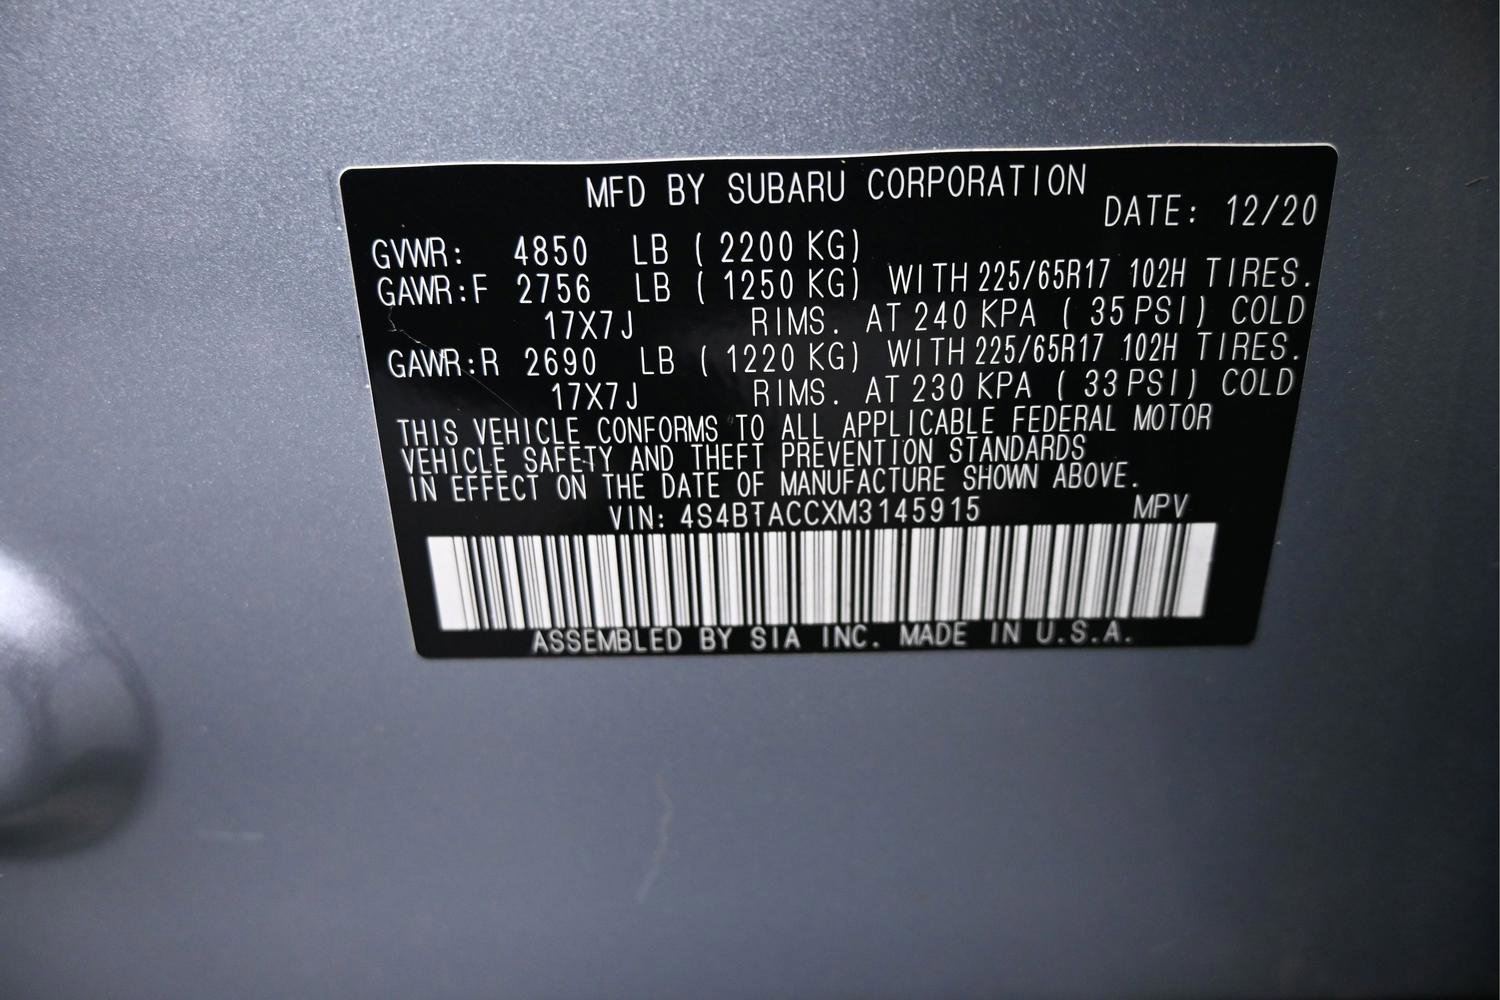 MFD BY SUBARU CORPORATION
DATE: 12/20
GVWR: 4850 LB (2200 KG)
GAWR:F 2756 LB (1250 KG) WITH 225/65R17 102H TIRES.
17X7J RIMS. AT 240 KPA (35 PSI) COLD
GAWR:R 2690 LB (1220 KG) WITH 225/65R17 102H TIRES.
17X7J RIMS. AT 230 KPA (33 PSI) COLD
THIS VEHICLE CONFORMS TO ALL APPLICABLE FEDERAL MOTOR
VEHICLE SAFETY AND THEFT PREVENTION STANDARDS
IN EFFECT ON THE DATE OF MANUFACTURE SHOWN ABOVE.
VIN: 4S4BTACCXM3145915 MPV
ASSEMBLED BY SIA INC. MADE IN U.S.A.